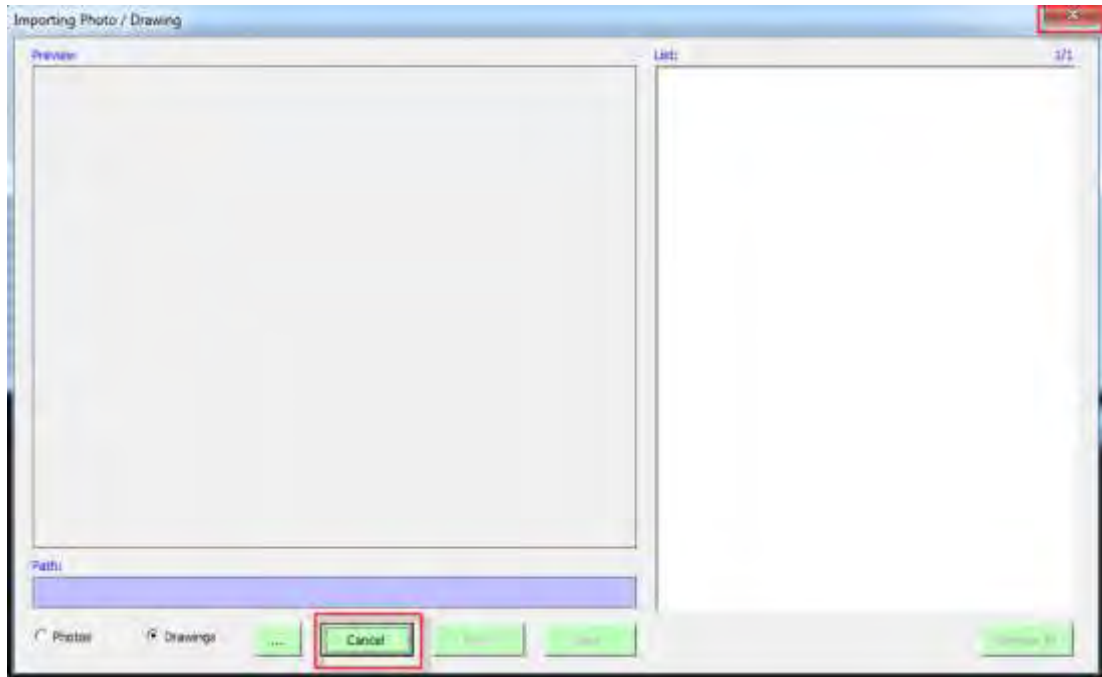 Importing Photo / Drawing
Preview:
List:
1/1
Path:
Photos
Drawings
...
Cancel